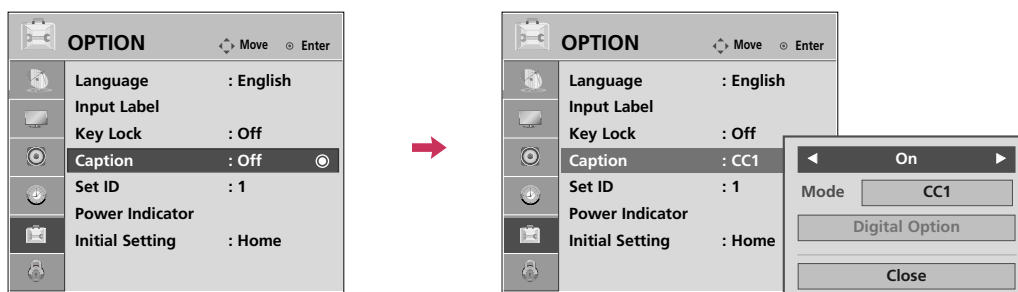 OPTION Move Enter
Language : English
Input Label
Key Lock : Off
Caption : Off
Set ID : 1
Power Indicator
Initial Setting : Home
OPTION Move Enter
Language : English
Input Label
Key Lock : Off
Caption : CC1
Set ID : 1
Power Indicator
Initial Setting : Home
On
Mode CC1
Digital Option
Close